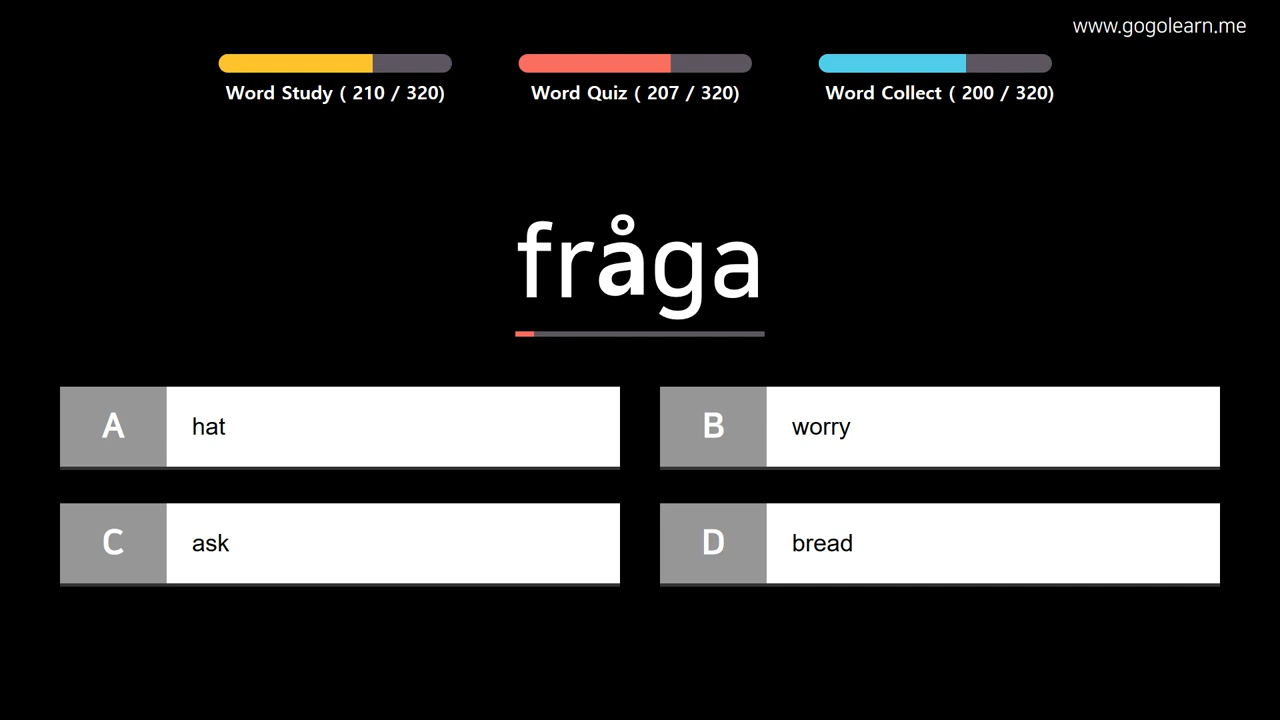 www.gogolearn.me
Word Study ( 210 / 320)
Word Quiz ( 207 / 320)
Word Collect ( 200 / 320)
fråga
A hat
B worry
C ask
D bread